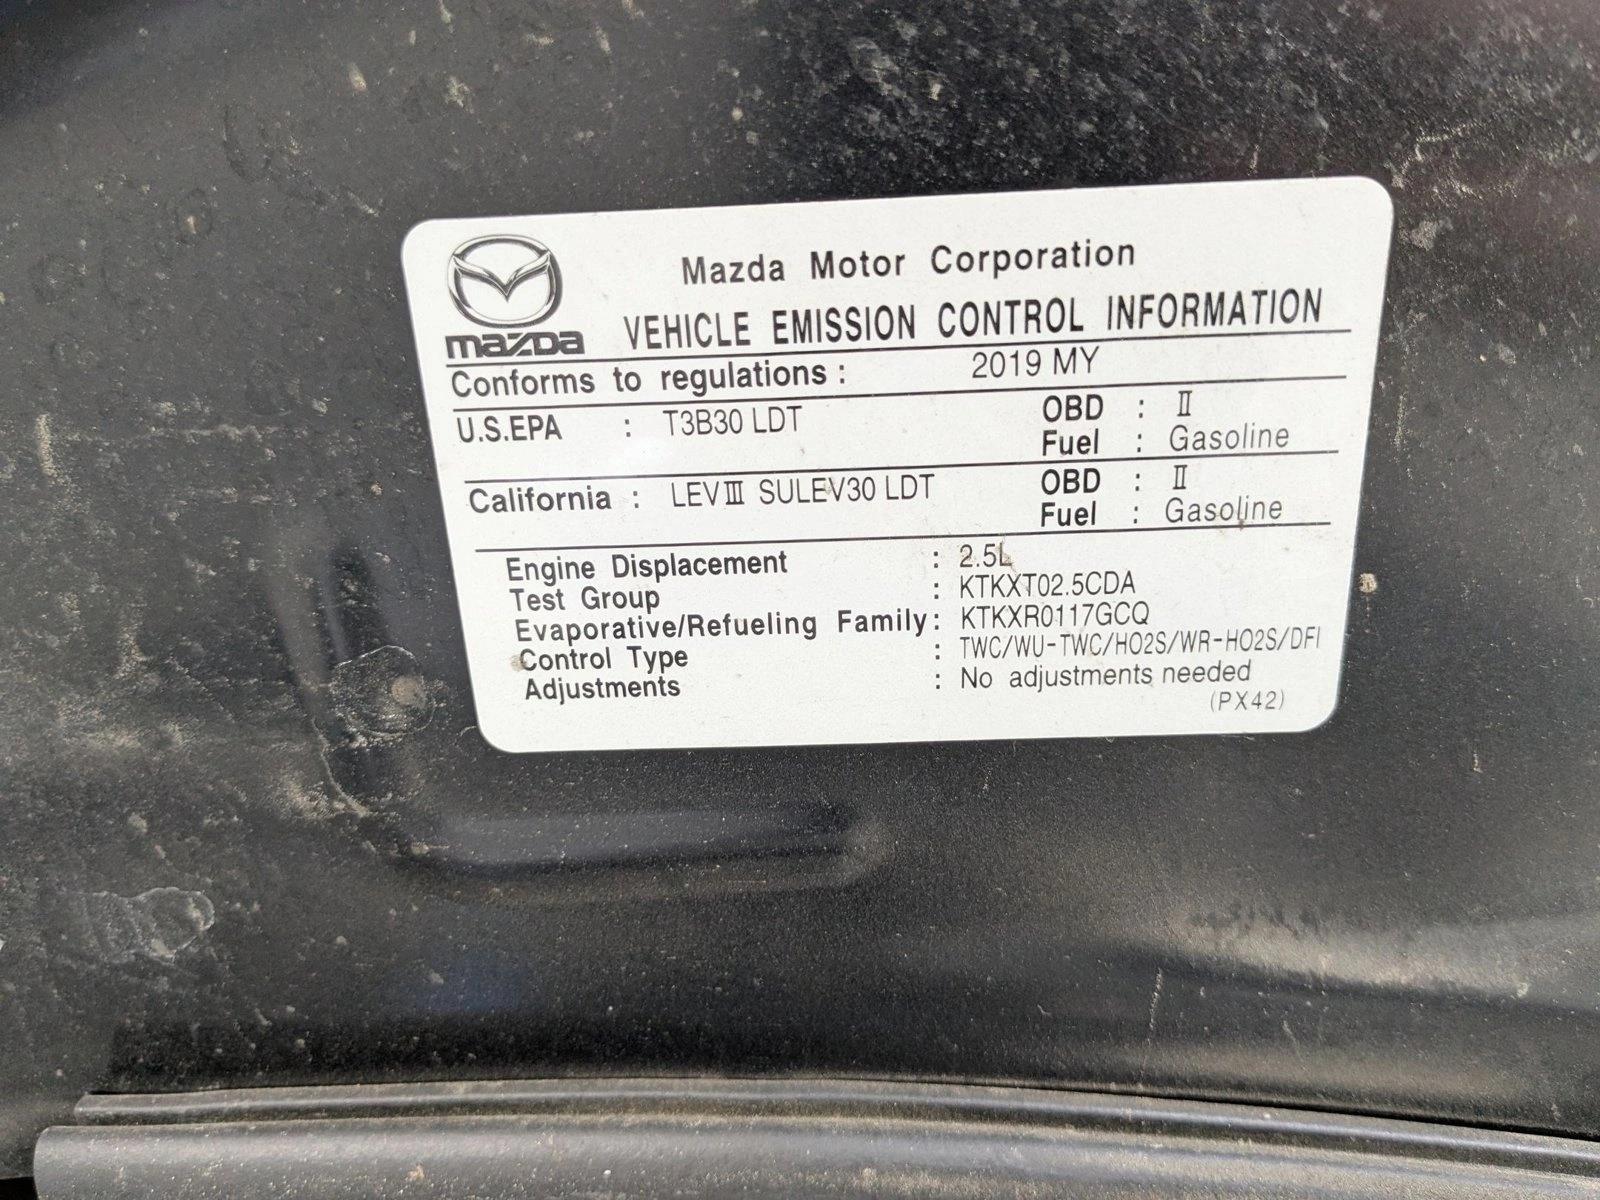 Mazda Motor Corporation
mazda VEHICLE EMISSION CONTROL INFORMATION
Conforms to regulations : 2019 MY
U.S.EPA : T3B30 LDT OBD : II
Fuel : Gasoline
California : LEV III SULEV30 LDT OBD : II
Fuel : Gasoline
Engine Displacement : 2.5L
Test Group : KTKXT02.5CDA
Evaporative/Refueling Family : KTKXR0117GCQ
Control Type : TWC/WU-TWC/HO2S/WR-HO2S/DFI
Adjustments : No adjustments needed
(PX42)